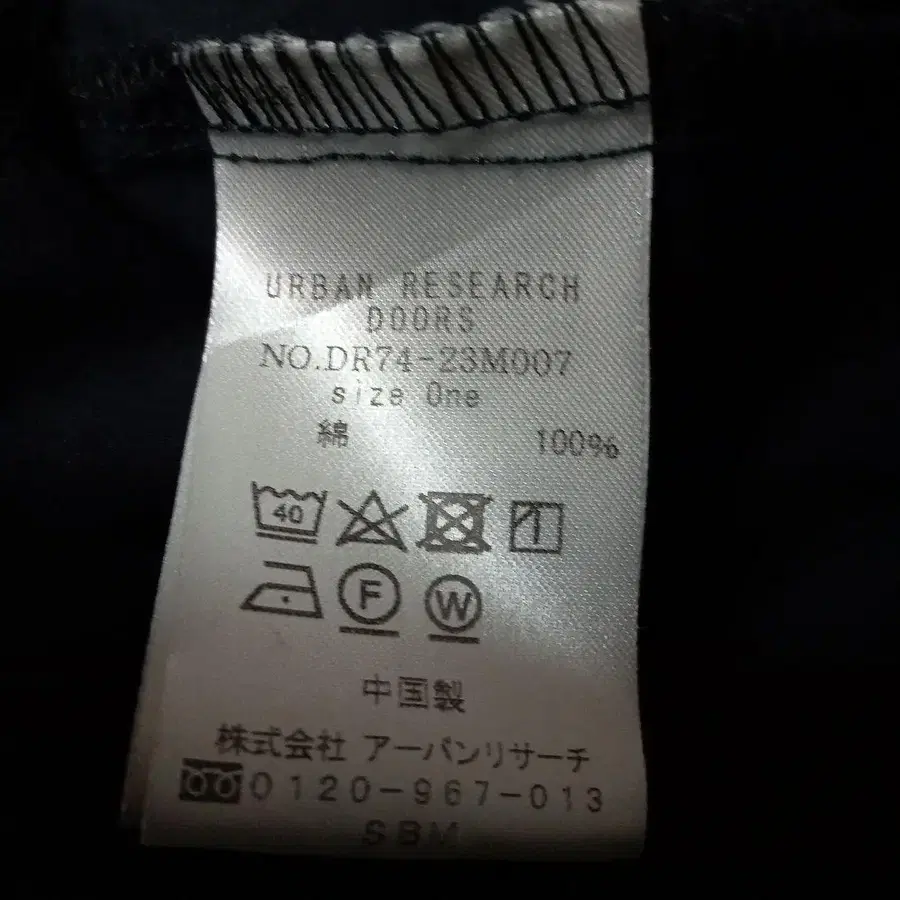 URBAN RESEARCH
DOORS
NO.DR74-23M007
size One
綿 100%
40
F W
中国製
株式会社 アーバンリサーチ
0120-967-013
SBM